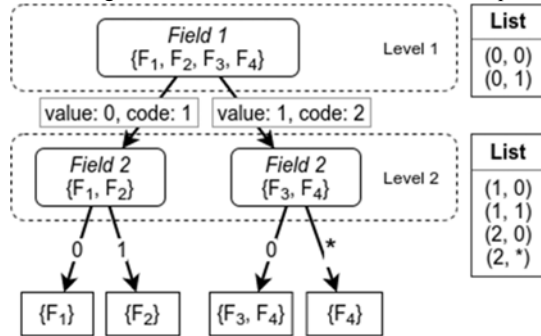 Field 1
{F₁, F₂, F₃, F₄}
Level 1
List
(0, 0)
(0, 1)
value: 0, code: 1
value: 1, code: 2
Field 2
{F₁, F₂}
Field 2
{F₃, F₄}
Level 2
List
(1, 0)
(1, 1)
(2, 0)
(2, *)
0
1
0
*
{F₁}
{F₂}
{F₃, F₄}
{F₄}